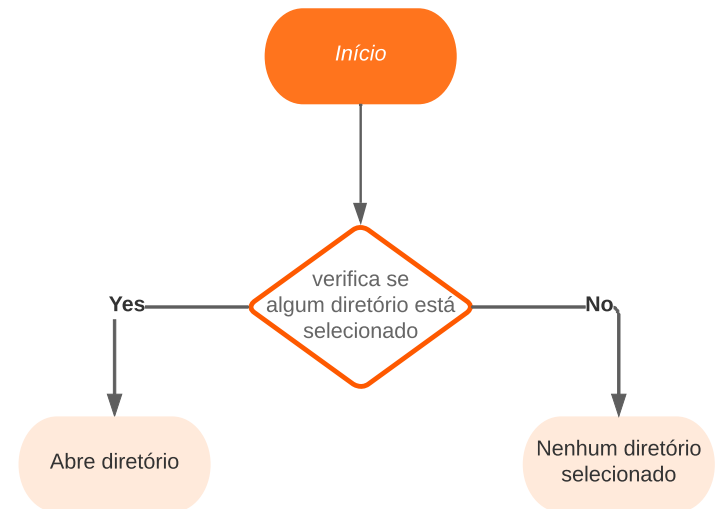 Início
verifica se
algum diretório está
selecionado
Yes
No
Abre diretório
Nenhum diretório
selecionado